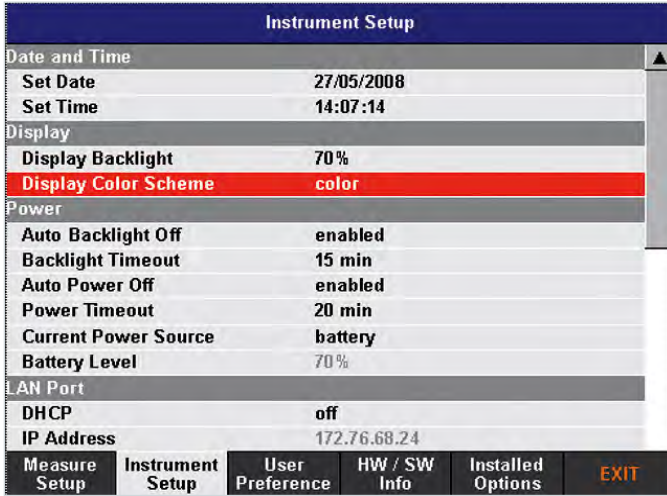 Instrument Setup
Date and Time
Set Date 27/05/2008
Set Time 14:07:14
Display
Display Backlight 70%
Display Color Scheme color
Power
Auto Backlight Off enabled
Backlight Timeout 15 min
Auto Power Off enabled
Power Timeout 20 min
Current Power Source battery
Battery Level 70%
LAN Port
DHCP off
IP Address 172.76.68.24
Measure Setup Instrument Setup User Preference HW / SW Info Installed Options EXIT